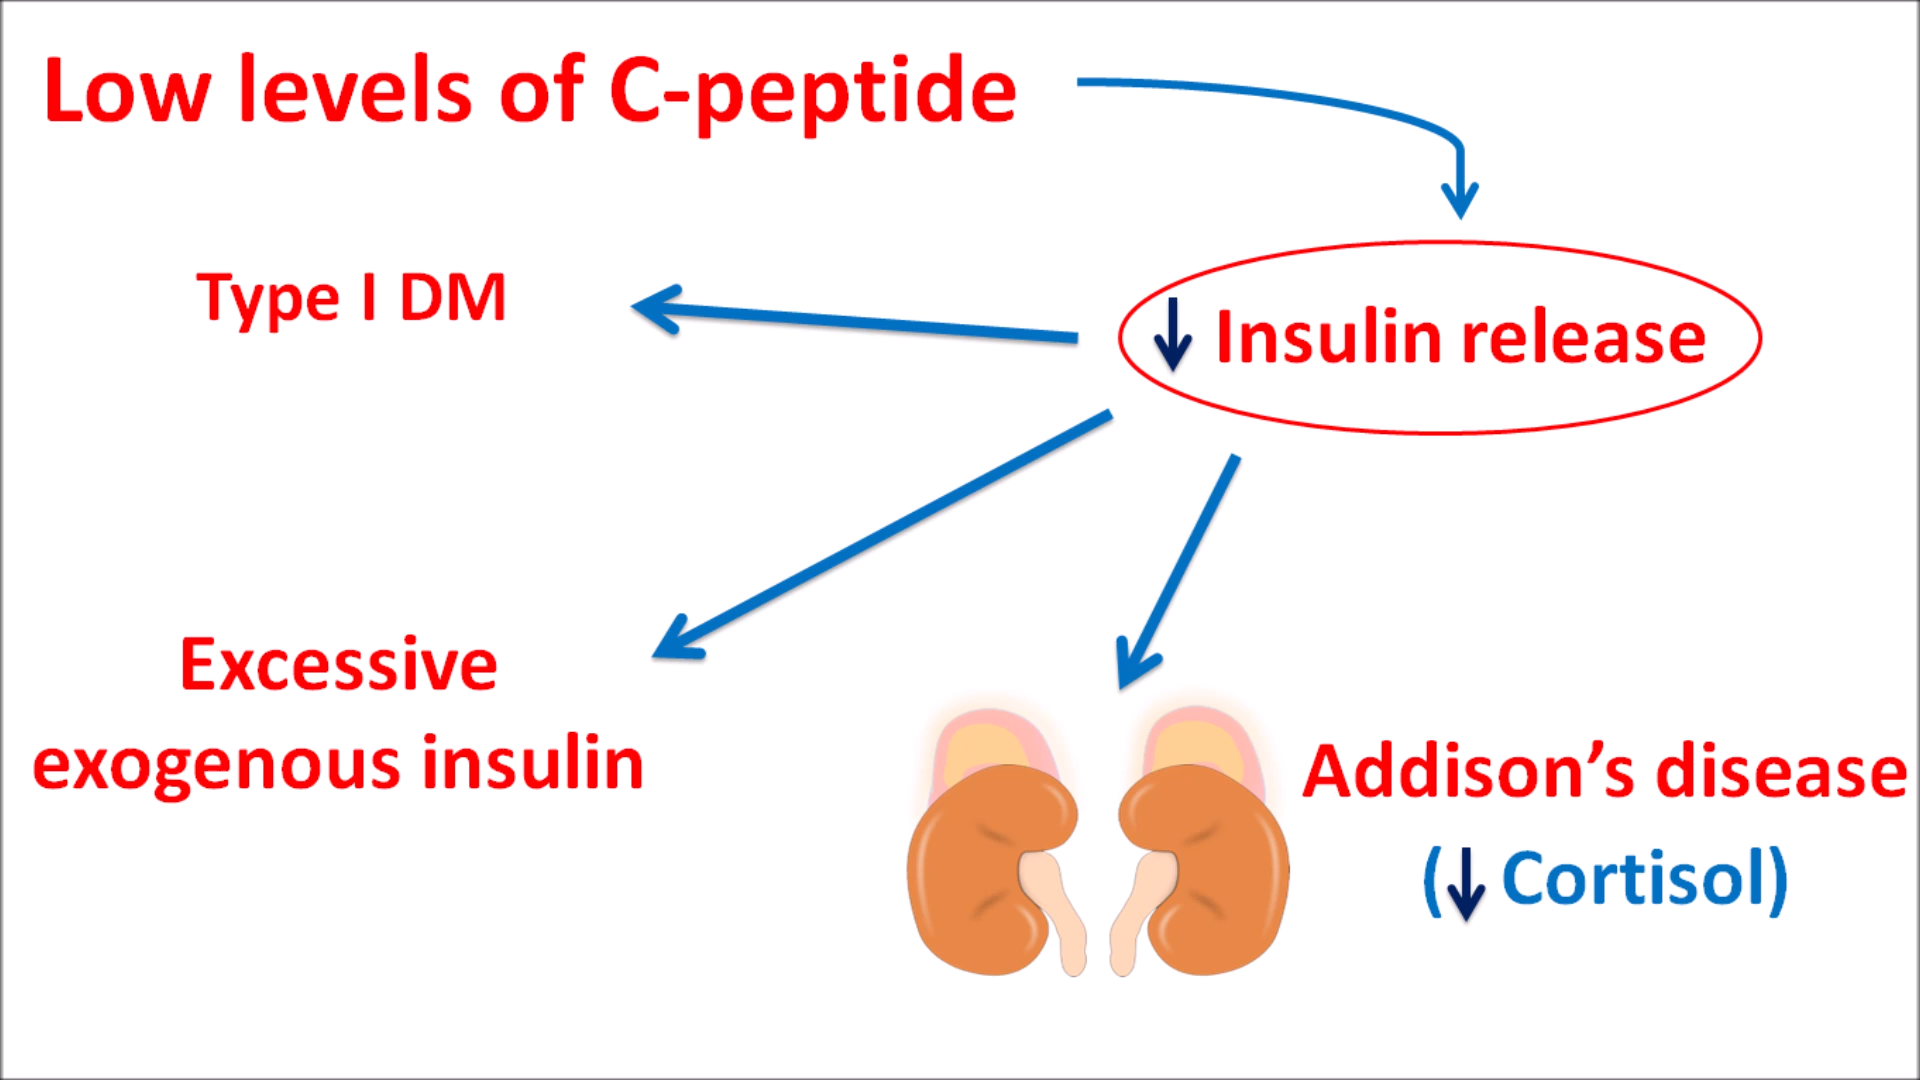 Low levels of C-peptide
Type I DM
↓ Insulin release
Excessive
exogenous insulin
Addison’s disease
(↓ Cortisol)